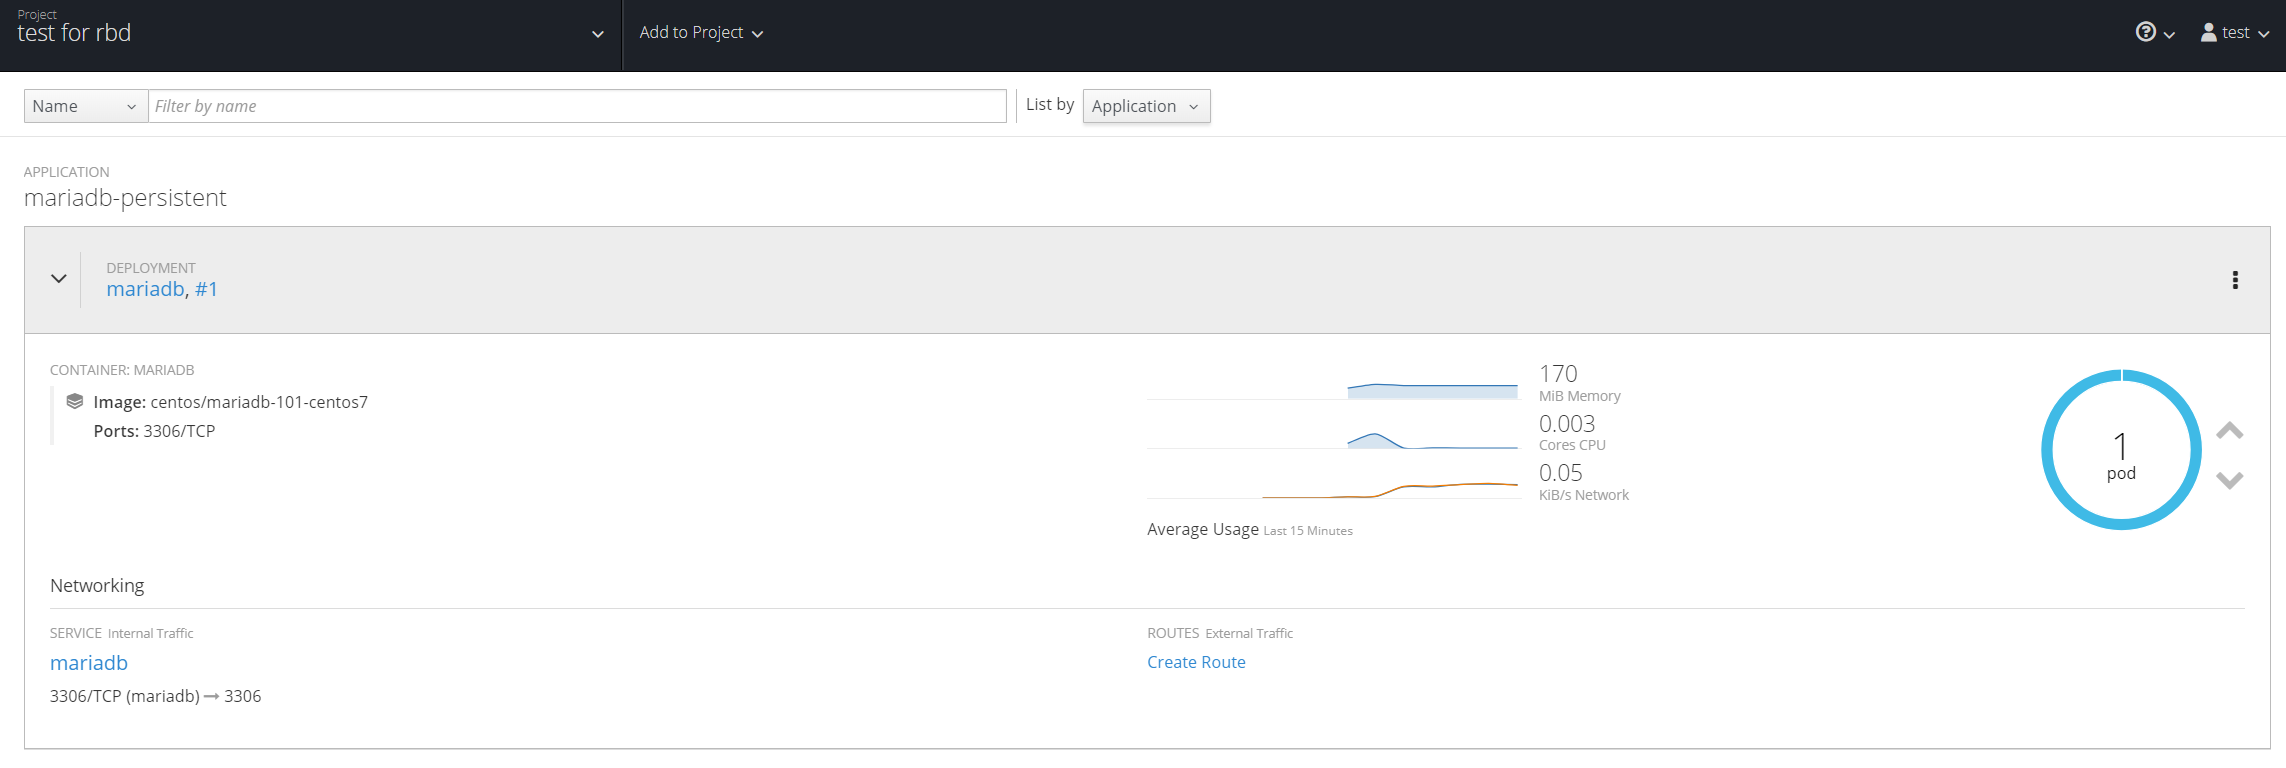 Project
test for rbd
Add to Project
test
Name
Filter by name
List by
Application
APPLICATION
mariadb-persistent
DEPLOYMENT
mariadb, #1
CONTAINER: MARIADB
Image: centos/mariadb-101-centos7
Ports: 3306/TCP
170
MiB Memory
0.003
Cores CPU
0.05
KiB/s Network
Average Usage Last 15 Minutes
1
pod
Networking
SERVICE Internal Traffic
mariadb
3306/TCP (mariadb) → 3306
ROUTES External Traffic
Create Route